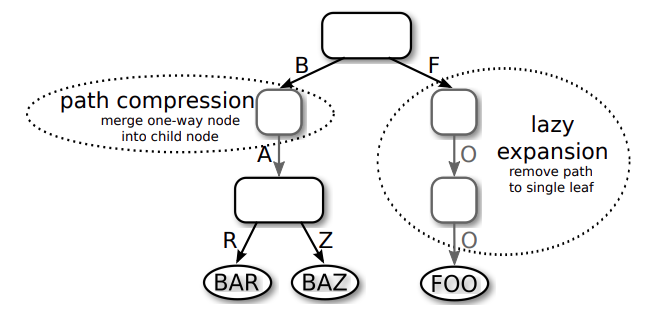 B
F
path compression
merge one-way node
into child node
lazy
expansion
remove path
to single leaf
A
O
R
Z
O
BAR
BAZ
FOO